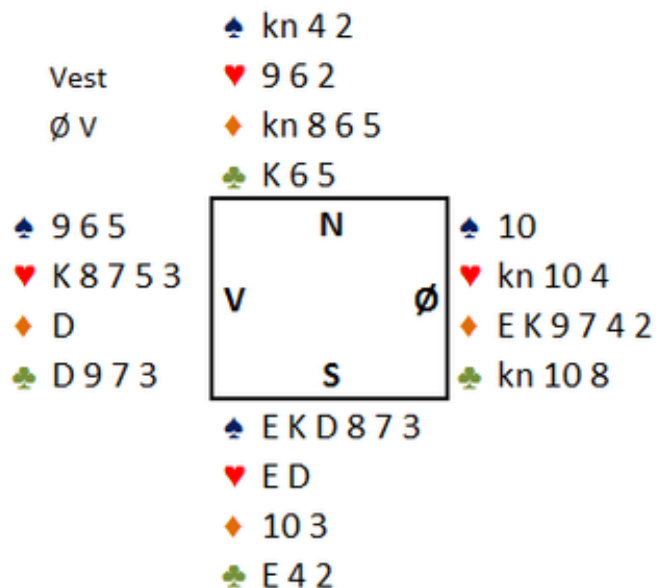 ♠ kn 4 2
Vest ♥ 9 6 2
Ø V ♦ kn 8 6 5
♣ K 6 5
♠ 9 6 5 N ♠ 10
♥ K 8 7 5 3 ♥ kn 10 4
V Ø
♦ D ♦ E K 9 7 4 2
♣ D 9 7 3 S ♣ kn 10 8
♠ E K D 8 7 3
♥ E D
♦ 10 3
♣ E 4 2